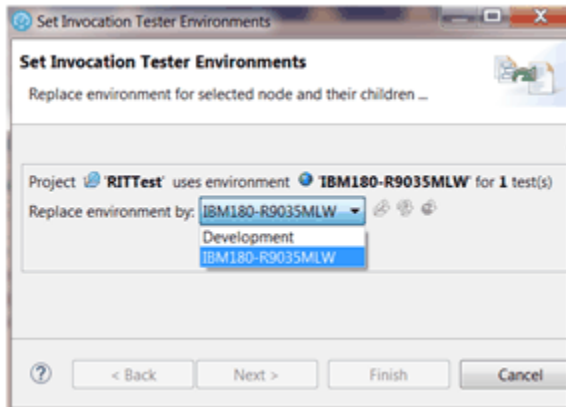 Set Invocation Tester Environments
Set Invocation Tester Environments
Replace environment for selected node and their children ...
Project 'RITTest' uses environment 'IBM180-R9035MLW' for 1 test(s)
Replace environment by: IBM180-R9035MLW
Development
IBM180-R9035MLW
? < Back Next > Finish Cancel